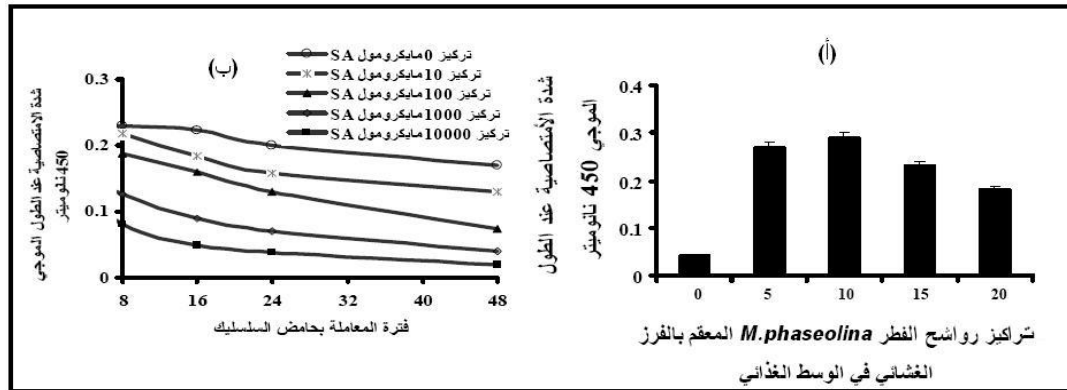 (أ)
شدة الأمتصاصية عند الطول
الموجي 450 نانوميتر
0.4
0.3
0.2
0.1
0
0 5 10 15 20
تراكيز رواشح الفطر M.phaseolina المعقم بالفرز
الغشائي في الوسط الغذائي
(ب)
تركيز 0مايكرومول SA
تركيز 10 مايكرومول SA
تركيز 100 مايكرومول SA
تركيز 1000 مايكرومول SA
تركيز 10000 مايكرومول SA
شدة الامتصاصية عند الطول الموجي
450نانوميتر
0.3
0.2
0.1
0
8 16 24 32 40 48
فترة المعاملة بحامض السلسليك